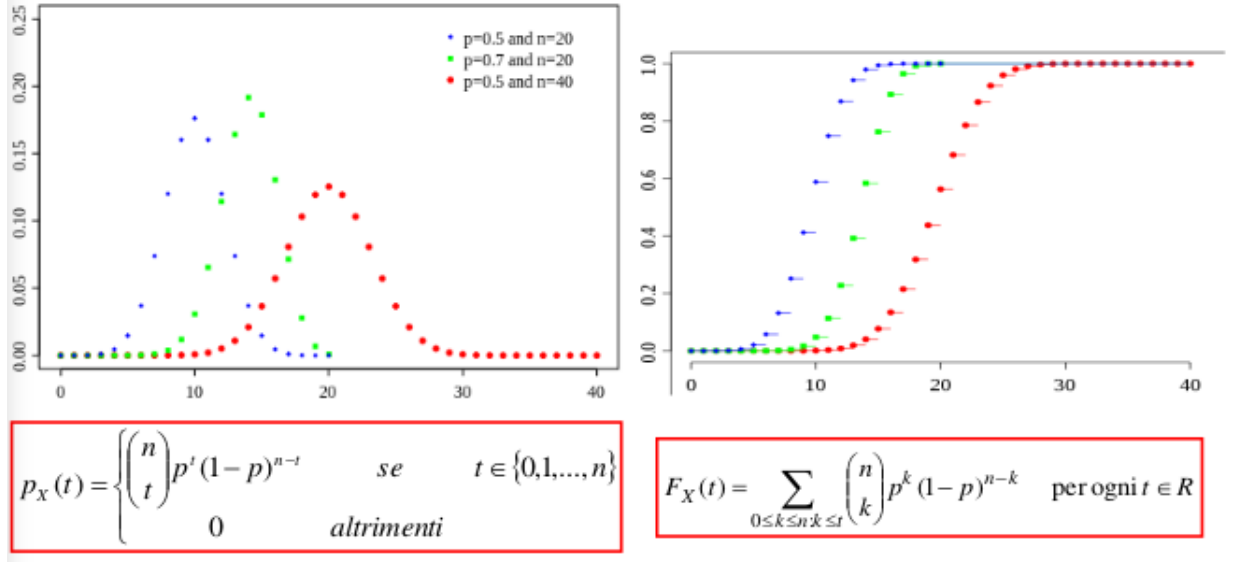 0.25
0.20
0.15
0.10
0.05
0.00
p=0.5 and n=20
p=0.7 and n=20
p=0.5 and n=40
0 10 20 30 40
1.0
0.8
0.6
0.4
0.2
0.0
0 10 20 30 40
p_X(t) = { (n t) p^t (1−p)^{n−t} se t∈{0,1,...,n}
0 altrimenti
F_X(t) = ∑_{0≤k≤n:k≤t} (n k) p^k (1−p)^{n−k} per ogni t∈R